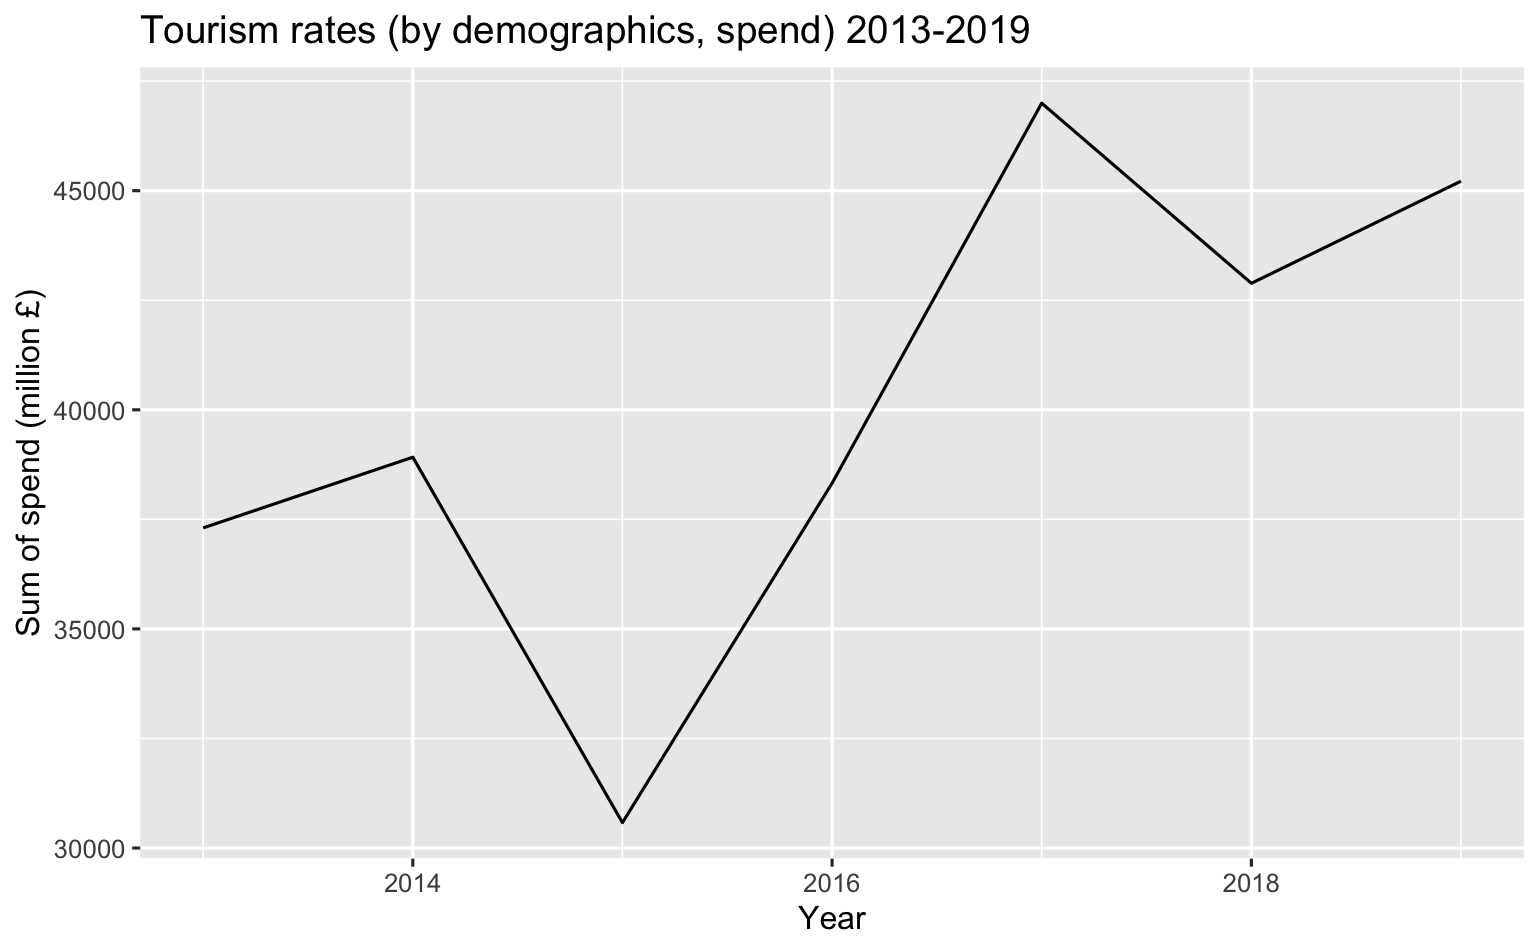 Tourism rates (by demographics, spend) 2013-2019
Sum of spend (million £)
45000
40000
35000
30000
2014
2016
2018
Year